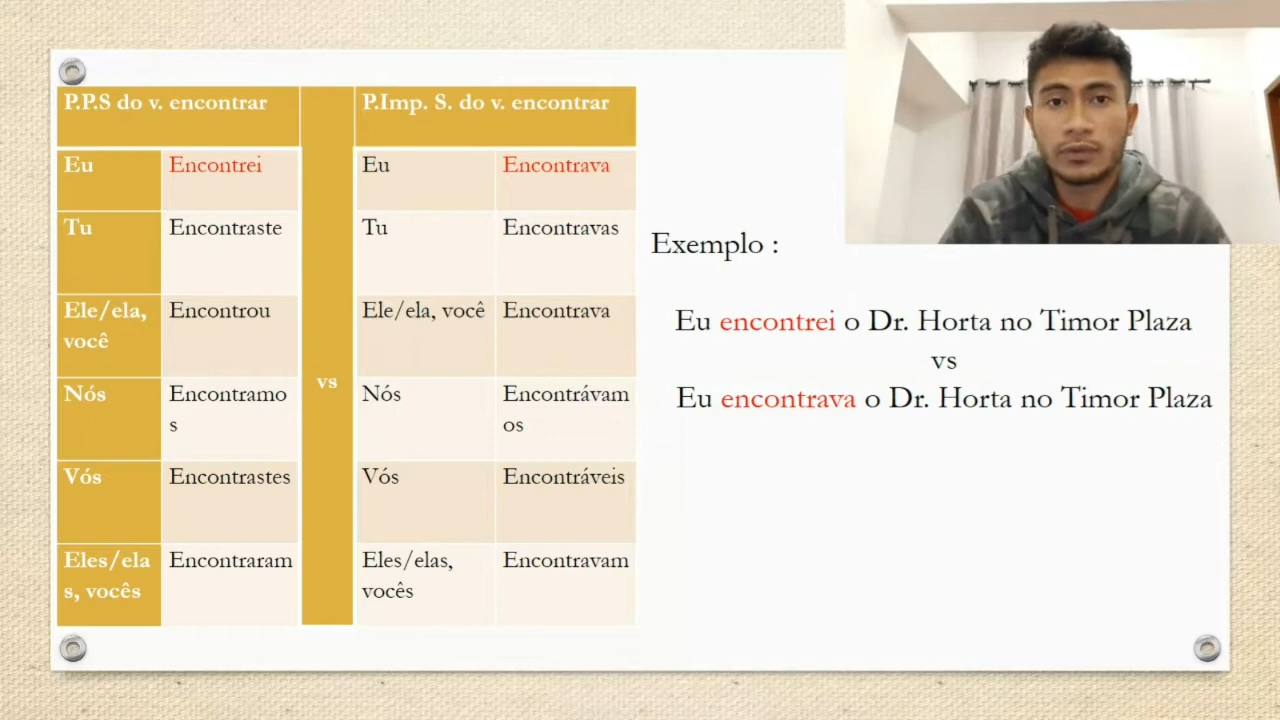 P.P.S do v. encontrar
P.Imp. S. do v. encontrar
Eu Encontrei Eu Encontrava
Tu Encontraste Tu Encontravas
Ele/ela, você Encontrou Ele/ela, você Encontrava
vs
Nós Encontramo
s Nós Encontrávam
os
Vós Encontrastes Vós Encontráveis
Eles/ela
s, vocês Encontraram Eles/elas,
vocês Encontravam
Exemplo :
Eu encontrei o Dr. Horta no Timor Plaza
vs
Eu encontrava o Dr. Horta no Timor Plaza